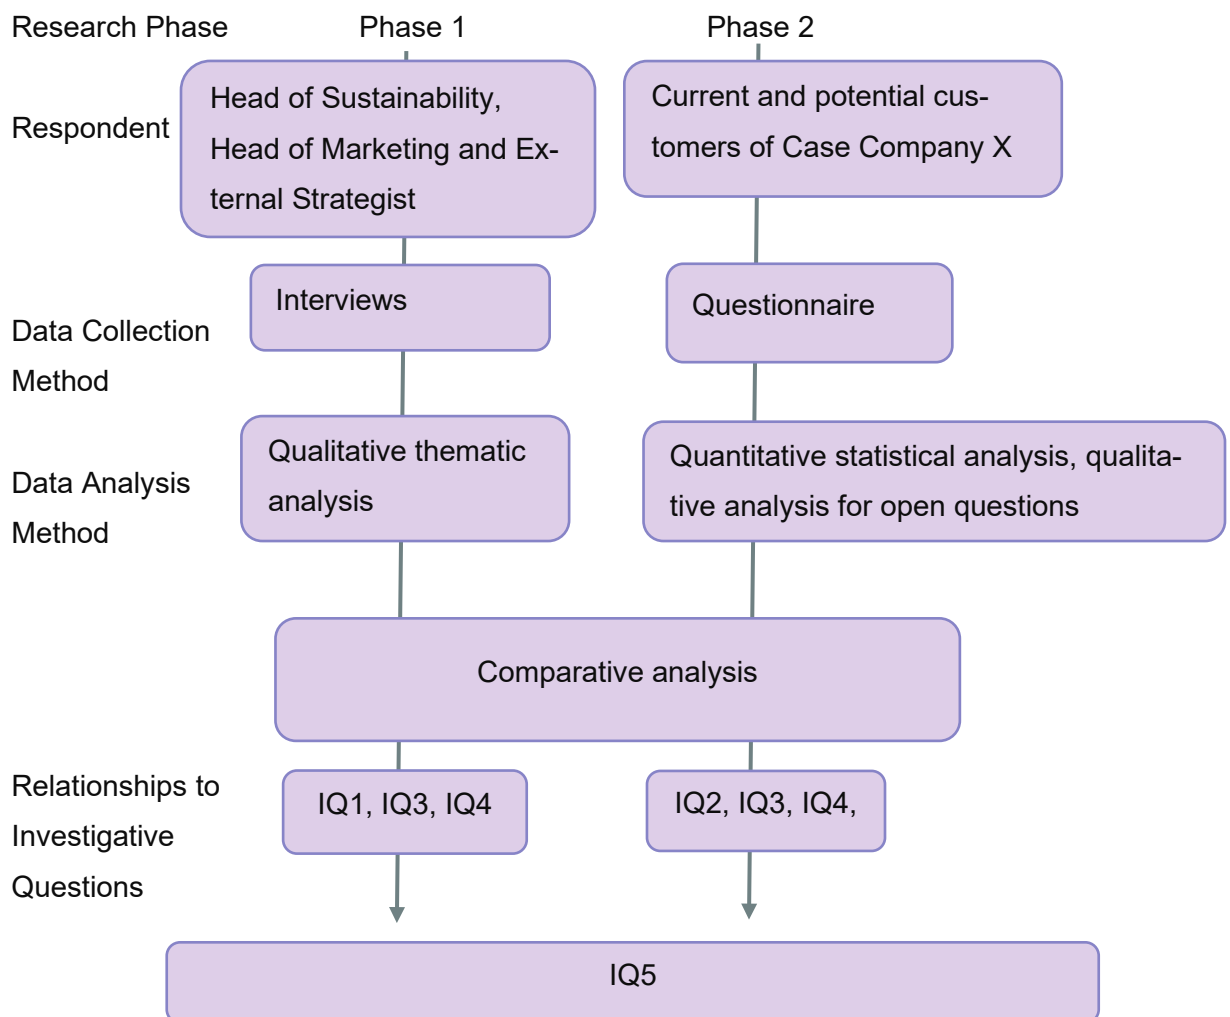 Research Phase
Phase 1
Phase 2
Respondent
Head of Sustainability,
Head of Marketing and Ex-
ternal Strategist
Current and potential cus-
tomers of Case Company X
Data Collection
Method
Interviews
Questionnaire
Data Analysis
Method
Qualitative thematic
analysis
Quantitative statistical analysis, qualita-
tive analysis for open questions
Comparative analysis
Relationships to
Investigative
Questions
IQ1, IQ3, IQ4
IQ2, IQ3, IQ4,
IQ5